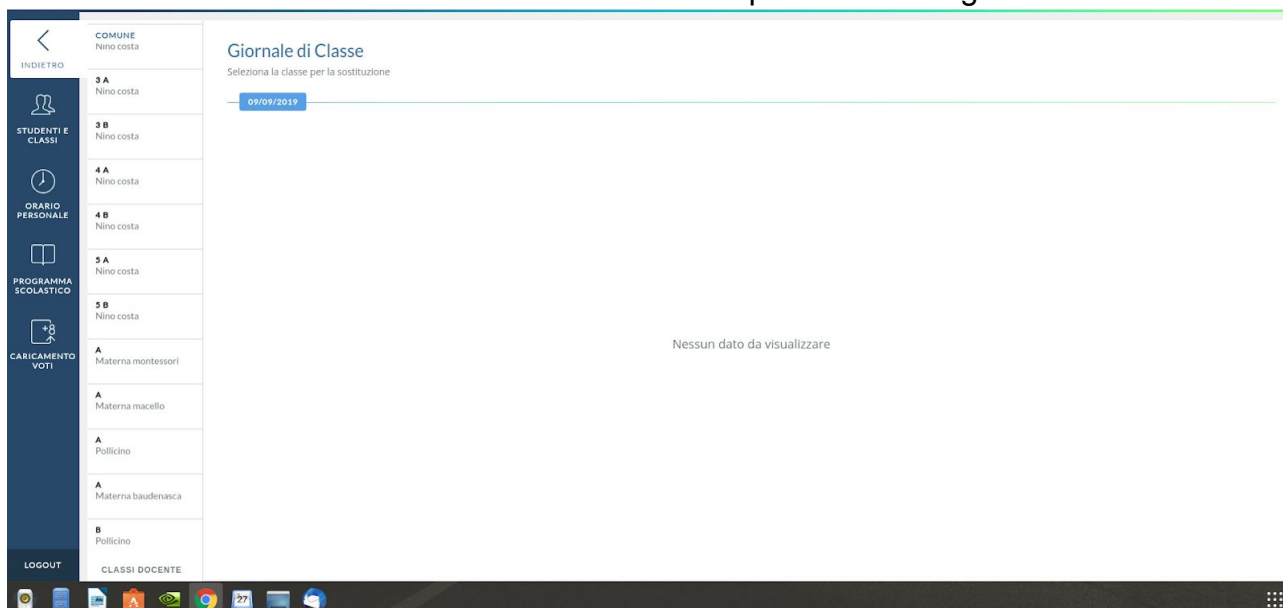 INDIETRO
STUDENTI E
CLASSI
ORARIO
PERSONALE
PROGRAMMA
SCOLASTICO
+8
CARICAMENTO
VOTI
LOGOUT
COMUNE
Nino costa
3 A
Nino costa
3 B
Nino costa
4 A
Nino costa
4 B
Nino costa
5 A
Nino costa
5 B
Nino costa
A
Materna montessori
A
Materna macello
A
Pollicino
A
Materna baudenasca
B
Pollicino
CLASSI DOCENTE
Giornale di Classe
Seleziona la classe per la sostituzione
09/09/2019
Nessun dato da visualizzare
27